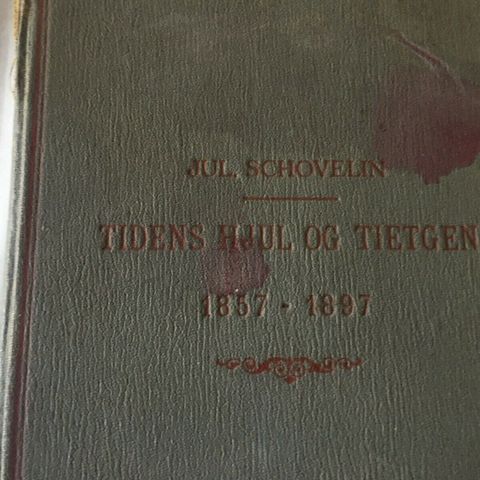 JUL. SCHOVELIN
TIDENS HJUL OG TIETGEN
1857 - 1897